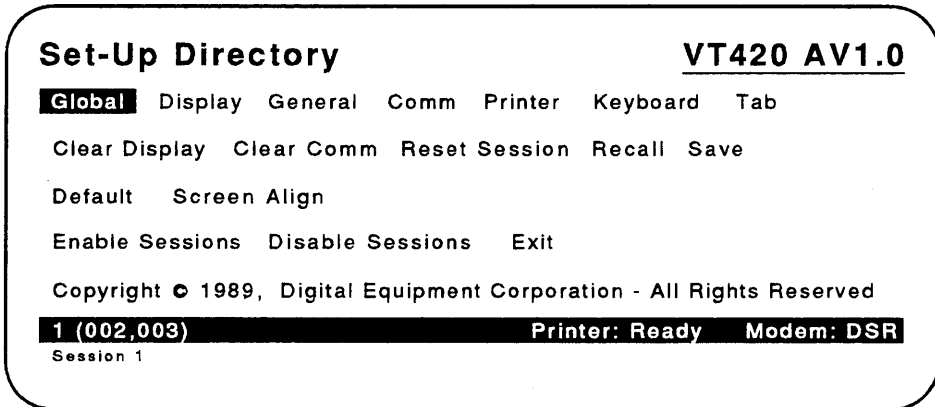 Set-Up Directory VT420 AV1.0
Global Display General Comm Printer Keyboard Tab
Clear Display Clear Comm Reset Session Recall Save
Default Screen Align
Enable Sessions Disable Sessions Exit
Copyright © 1989, Digital Equipment Corporation - All Rights Reserved
1 (002,003) Printer: Ready Modem: DSR
Session 1